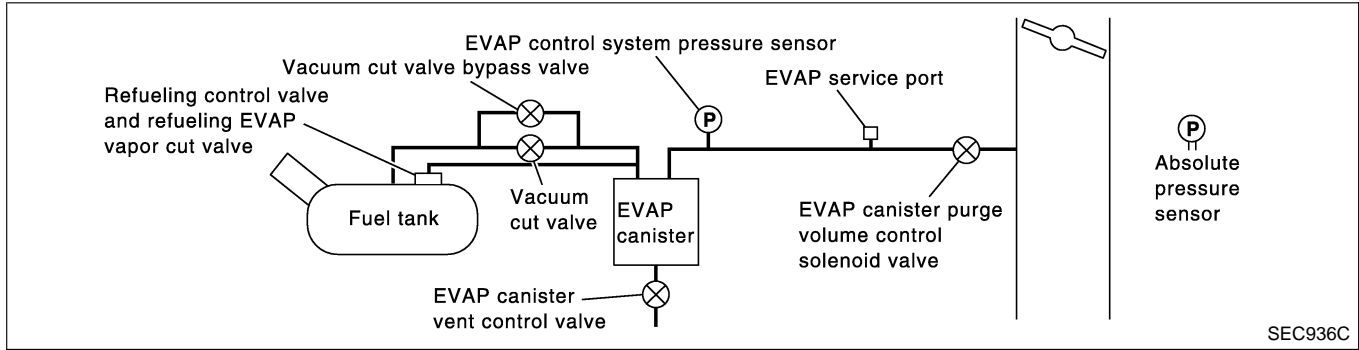 EVAP control system pressure sensor
Vacuum cut valve bypass valve
EVAP service port
Refueling control valve
and refueling EVAP
vapor cut valve
P
P
Absolute
pressure
sensor
Fuel tank
Vacuum
cut valve
EVAP
canister
EVAP canister purge
volume control
solenoid valve
EVAP canister
vent control valve
SEC936C